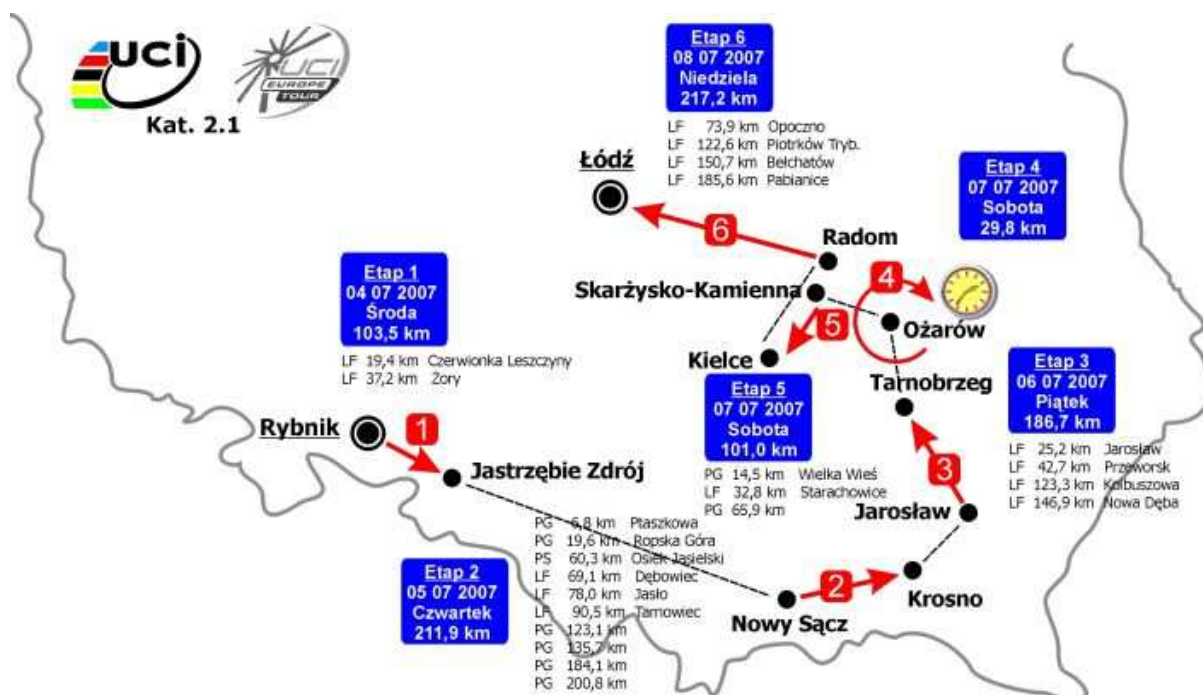 UCI
UCI
EUROPE
TOUR
Kat. 2.1
Etap 6
08 07 2007
Niedziela
217,2 km
LF 73,9 km Opoczno
LF 122,6 km Piotrków Tryb.
LF 150,7 km Bełchatów
LF 185,6 km Pabianice
Łódź
6
Etap 4
07 07 2007
Sobota
29,8 km
Radom
4
Skarżysko-Kamienna
5
Ożarów
Kielce
Etap 1
04 07 2007
Środa
103,5 km
LF 19,4 km Czerwionka Leszczyny
LF 37,2 km Żory
Rybnik
1
Jastrzębie Zdrój
Tarnobrzeg
Etap 3
06 07 2007
Piątek
186,7 km
LF 25,2 km Jarosław
LF 42,7 km Przeworsk
LF 123,3 km Kolbuszowa
LF 146,9 km Nowa Dęba
Etap 5
07 07 2007
Sobota
101,0 km
PG 14,5 km Wielka Wieś
LF 32,8 km Starachowice
PG 65,9 km
3
Jarosław
Etap 2
05 07 2007
Czwartek
211,9 km
PG 6,8 km Ptaszkowa
PG 19,6 km Ropska Góra
PS 60,3 km Osiek Jasielski
LF 69,1 km Dębowiec
LF 78,0 km Jasło
LF 90,5 km Tarnowiec
PG 123,1 km
PG 135,7 km
PG 184,1 km
PG 200,8 km
2
Nowy Sącz
Krosno